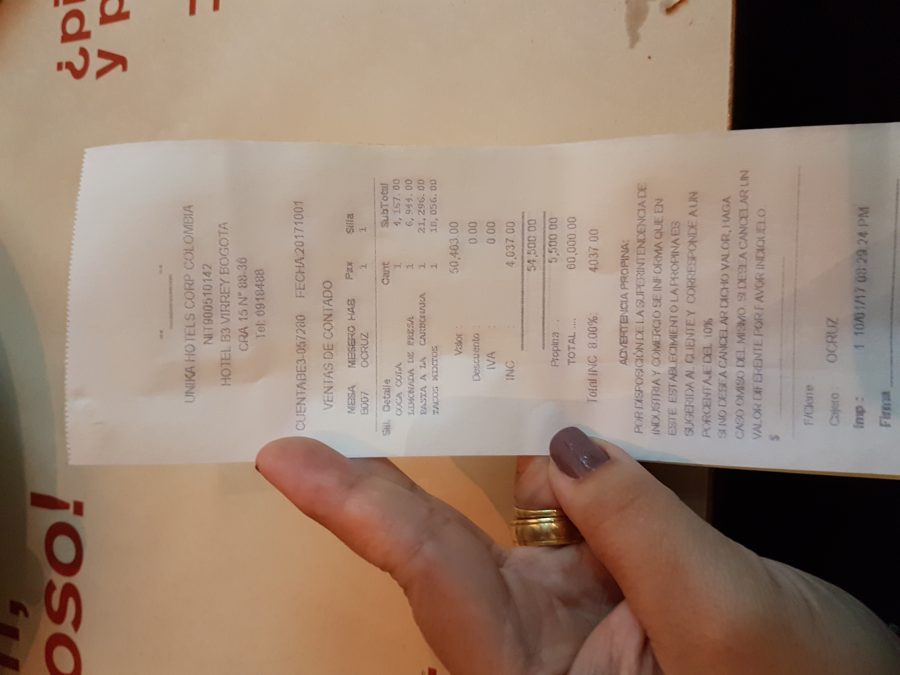 UNIKA HOTELS CORP COLOMBIA
NIT900510142
HOTEL B3 VIRREY BOGOTA
CRA 15 N° 88-36
Tel: 0910488
CUENTABE3-057280 FECHA:20171001
VENTAS DE CONTADO
MESA MESERO HAB Pax Silla
B007 OCRUZ 1 1
Sil. Detalle Cant SubTotal
COCA COLA 1 4,167.00
LIMONADA DE FRESA 1 6,944.00
PASTA A LA CARBONARA 1 21,296.00
TACOS MIXTOS 1 18,056.00
Valor : 50,463.00
Descuento : 0.00
IVA : 0.00
INC : 4,037.00
54,500.00
Propina.. : 5,500.00
TOTAL .... : 60,000.00
Total INC 8.00% 4037.00
ADVERTENCIA PROPINA:
POR DISPOSICION DE LA SUPERINTENDENCIA DE
INDUSTRIA Y COMERCIO SE INFORMA QUE EN
ESTE ESTABLECIMIENTO LA PROPINA ES
SUGERIDA AL CLIENTE Y CORRESPONDE A UN
PORCENTAJE DEL 10%
SI NO DESEA CANCELAR DICHO VALOR, HAGA
CASO OMISO DEL MISMO, SI DESEA CANCELAR UN
VALOR DIFERENTE POR FAVOR INDIQUELO
$
Cajero : OCRUZ
Imp : 1 10/01/17 08:29:24 PM
Firma
¿pi
y p
oso!